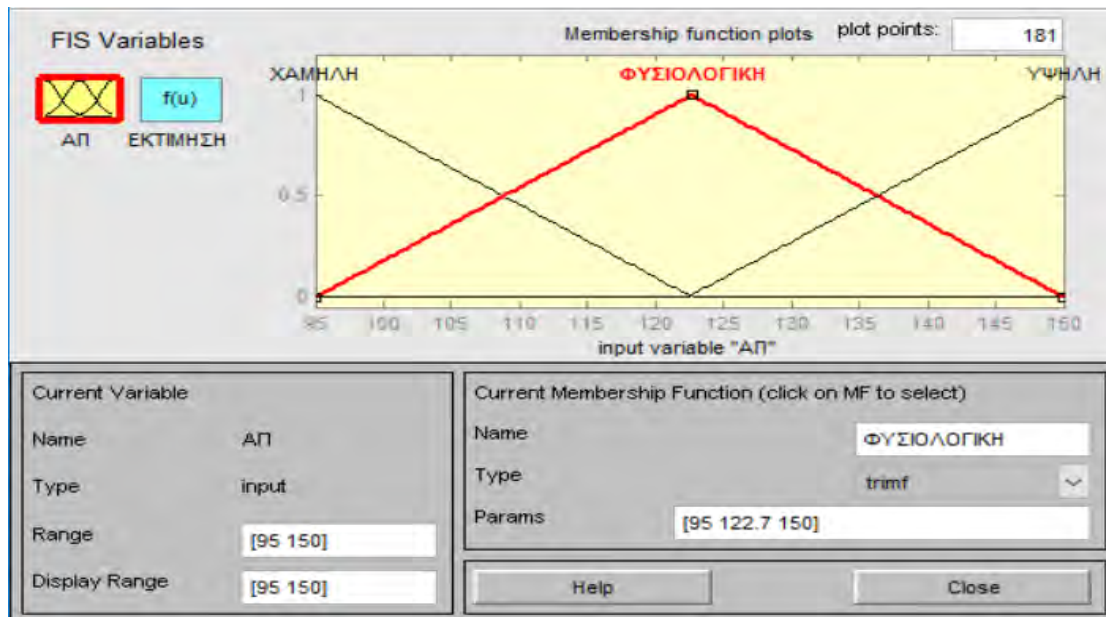 FIS Variables
f(u)
ΑΠ ΕΚΤΙΜΗΣΗ
Membership function plots plot points: 181
ΧΑΜΗΛΗ ΦΥΣΙΟΛΟΓΙΚΗ ΥΨΗΛΗ
1
0.5
0
95 100 105 110 115 120 125 130 135 140 145 150
input variable "ΑΠ"
Current Variable
Name ΑΠ
Type input
Range [95 150]
Display Range [95 150]
Current Membership Function (click on MF to select)
Name ΦΥΣΙΟΛΟΓΙΚΗ
Type trimf
Params [95 122.7 150]
Help Close